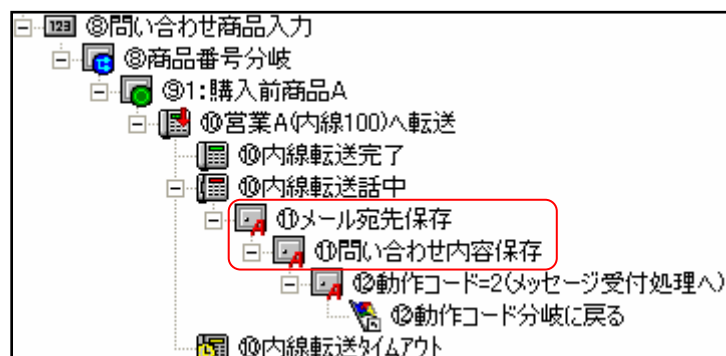 123 ⑧問い合わせ商品入力
⑧商品番号分岐
⑨1:購入前商品A
⑩営業A(内線100)へ転送
⑩内線転送完了
⑩内線転送話中
⑪メール宛先保存
⑪問い合わせ内容保存
⑫動作コード=2(メッセージ受付処理へ)
⑫動作コード分岐に戻る
⑩内線転送タイムアウト